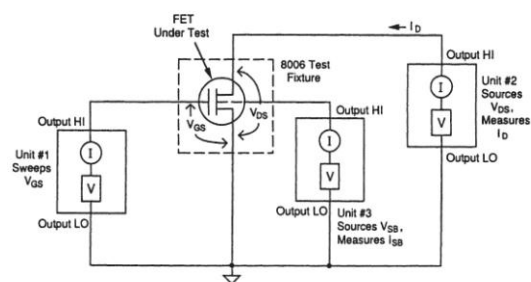 FET
Under Test
I_D
8006 Test
Fixture
Output HI
Unit #2
Sources
V_DS,
Measures
I_D
I
V
Output LO
V_GS
V_DS
Output HI
Unit #1
Sweeps
V_GS
I
V
Output LO
Output HI
I
V
Output LO
Unit #3
Sources V_SB,
Measures I_SB